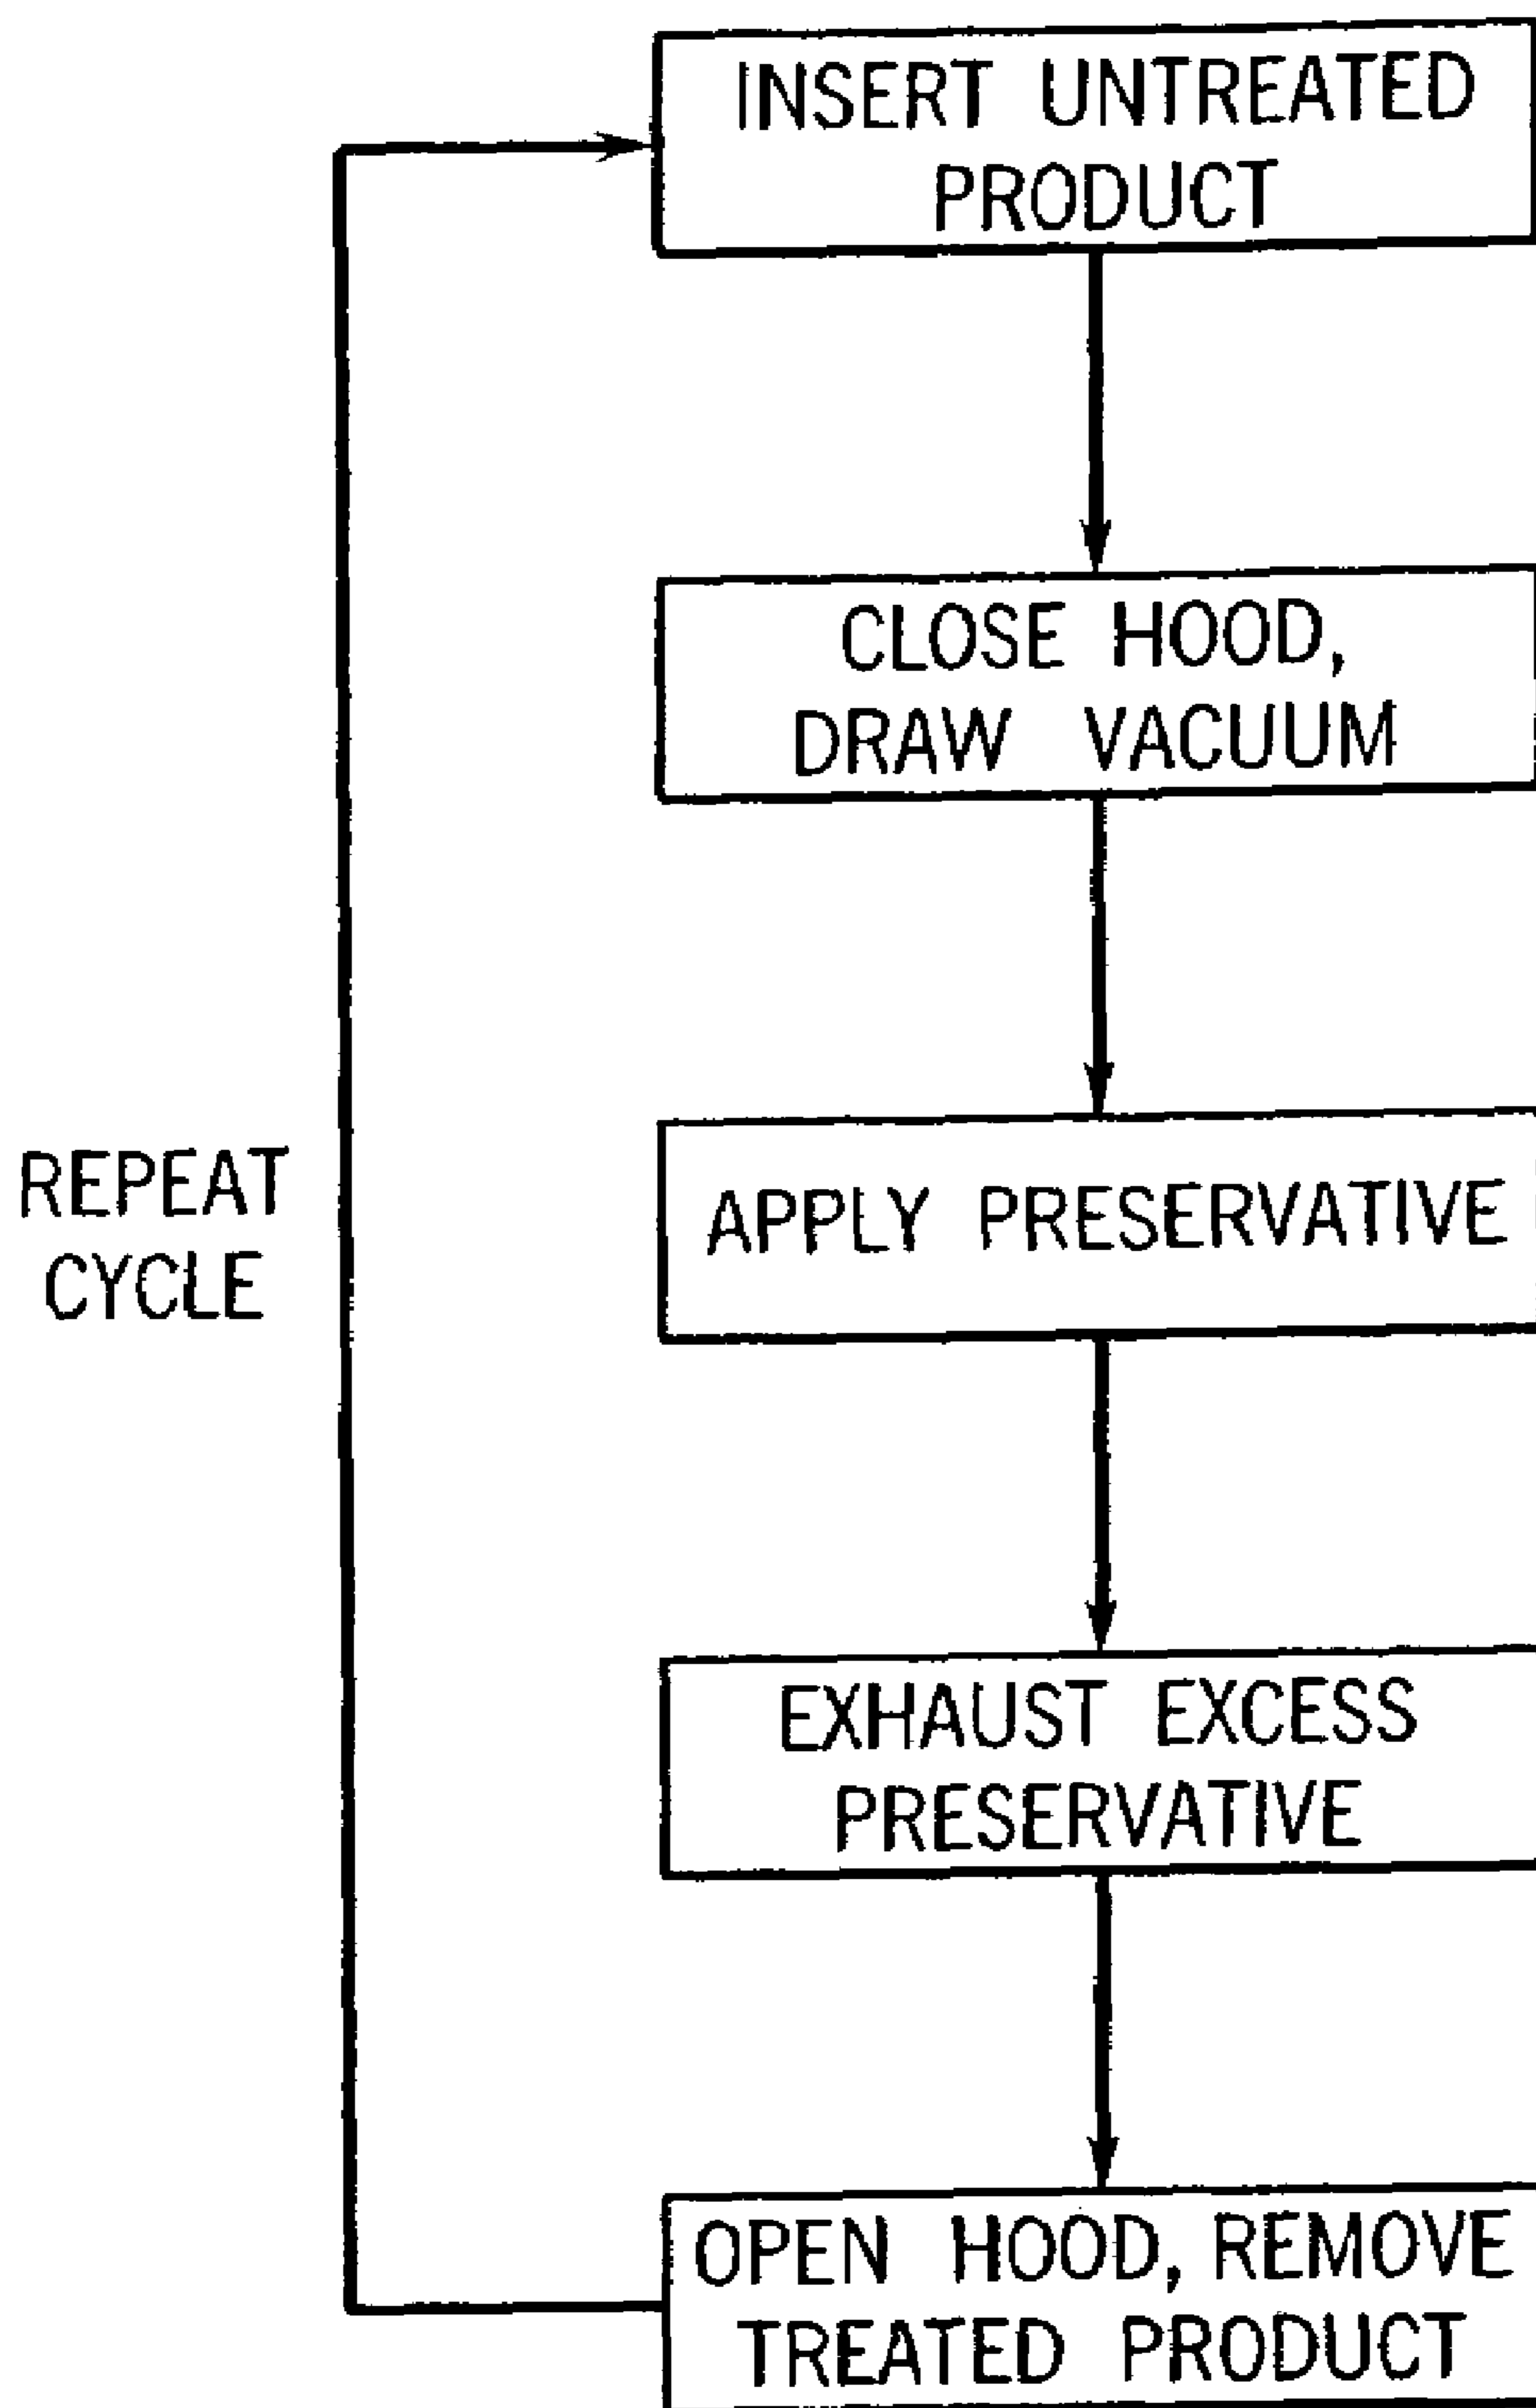 INSERT UNTREATED
PRODUCT
CLOSE HOOD,
DRAW VACUUM
APPLY PRESERVATIVE
REPEAT
CYCLE
EXHAUST EXCESS
PRESERVATIVE
OPEN HOOD, REMOVE
TREATED PRODUCT